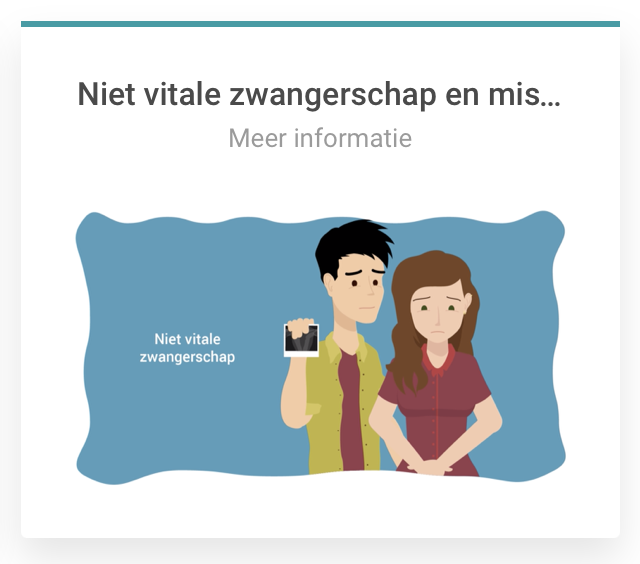 Niet vitale zwangerschap en mis...
Meer informatie
Niet vitale
zwangerschap